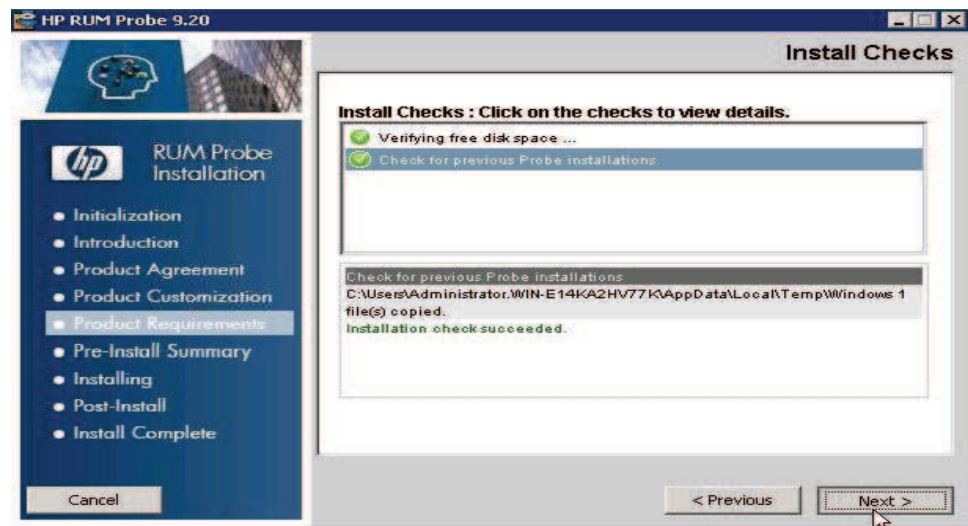 HP RUM Probe 9.20
Install Checks
hp
RUM Probe
Installation
Initialization
Introduction
Product Agreement
Product Customization
Product Requirements
Pre-Install Summary
Installing
Post-Install
Install Complete
Install Checks : Click on the checks to view details.
Verifying free disk space ...
Check for previous Probe installations
Check for previous Probe installations
C:\Users\Administrator.WIN-E14KA2HV77K\AppData\Local\Temp\Windows 1
file(s) copied.
Installation check succeeded.
Cancel
< Previous
Next >